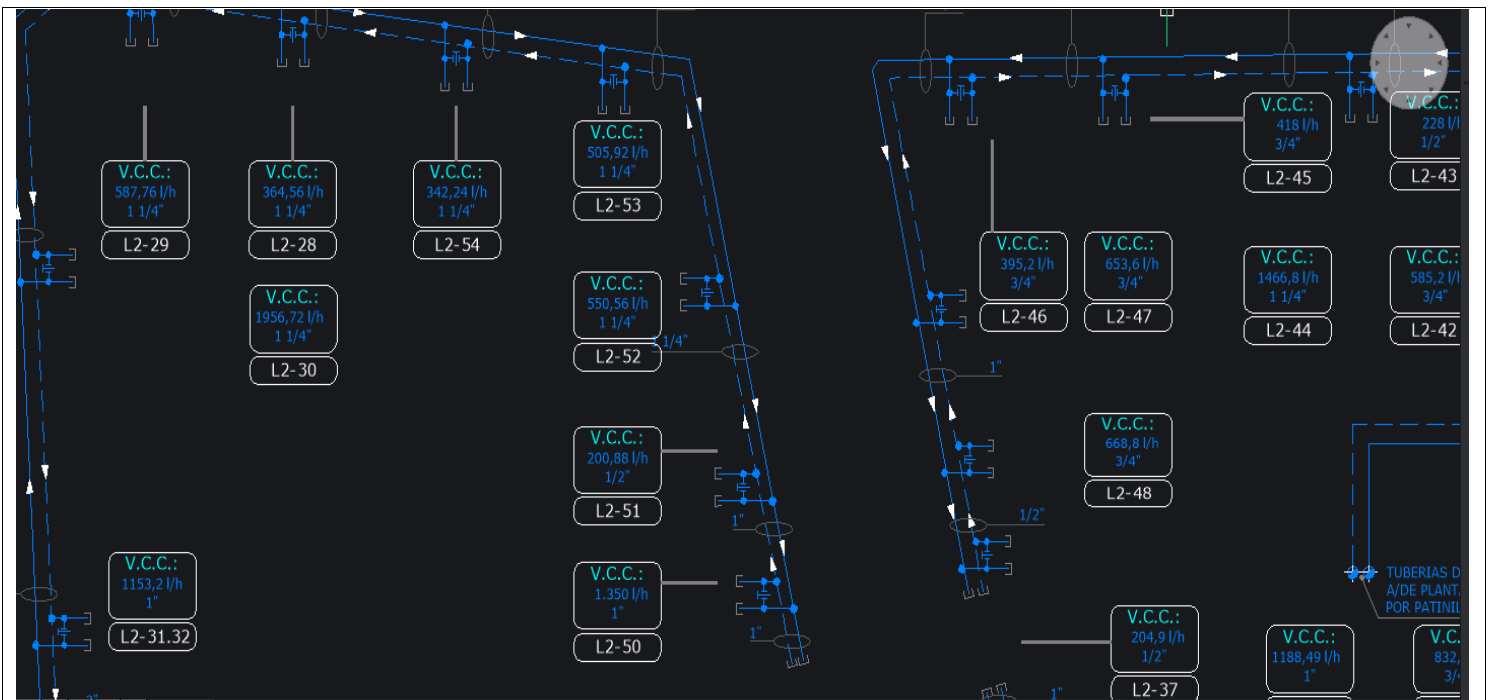 V.C.C.:
587,76 l/h
1 1/4"
L2-29
V.C.C.:
364,56 l/h
1 1/4"
L2-28
V.C.C.:
342,24 l/h
1 1/4"
L2-54
V.C.C.:
505,92 l/h
1 1/4"
L2-53
V.C.C.:
418 l/h
3/4"
L2-45
V.C.C.:
228 l/h
1/2"
L2-43
V.C.C.:
1956,72 l/h
1 1/4"
L2-30
V.C.C.:
550,56 l/h
1 1/4"
L2-52
1/4"
V.C.C.:
395,2 l/h
3/4"
L2-46
V.C.C.:
653,6 l/h
3/4"
L2-47
V.C.C.:
1466,8 l/h
1 1/4"
L2-44
V.C.C.:
585,2 l/h
3/4"
L2-42
1"
V.C.C.:
200,88 l/h
1/2"
L2-51
1"
V.C.C.:
668,8 l/h
3/4"
L2-48
1/2"
V.C.C.:
1153,2 l/h
1"
L2-31.32
V.C.C.:
1.350 l/h
1"
L2-50
1"
TUBERIAS D
A/DE PLANT
POR PATINIL
V.C.C.:
204,9 l/h
1/2"
L2-37
V.C.C.:
1188,49 l/h
1"
V.C.
832,
3/4
1"